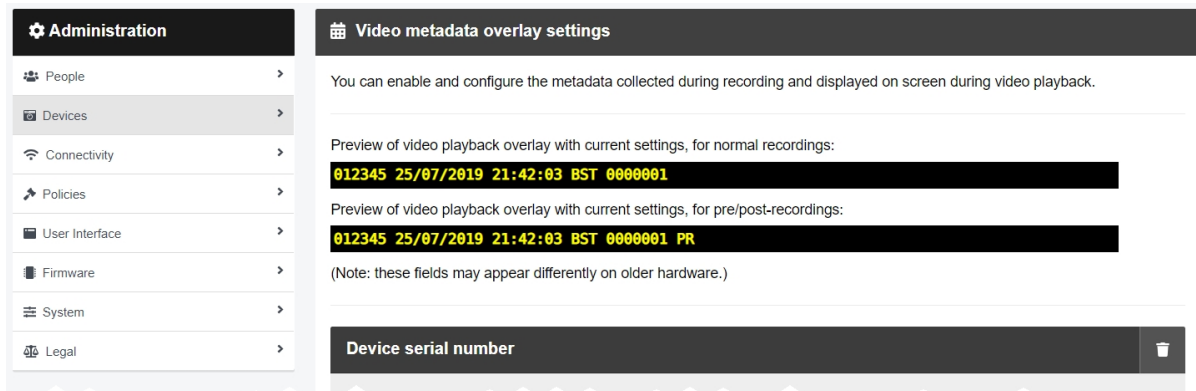 Administration
People
Devices
Connectivity
Policies
User Interface
Firmware
System
Legal
Video metadata overlay settings
You can enable and configure the metadata collected during recording and displayed on screen during video playback.
Preview of video playback overlay with current settings, for normal recordings:
012345 25/07/2019 21:42:03 BST 0000001
Preview of video playback overlay with current settings, for pre/post-recordings:
012345 25/07/2019 21:42:03 BST 0000001 PR
(Note: these fields may appear differently on older hardware.)
Device serial number